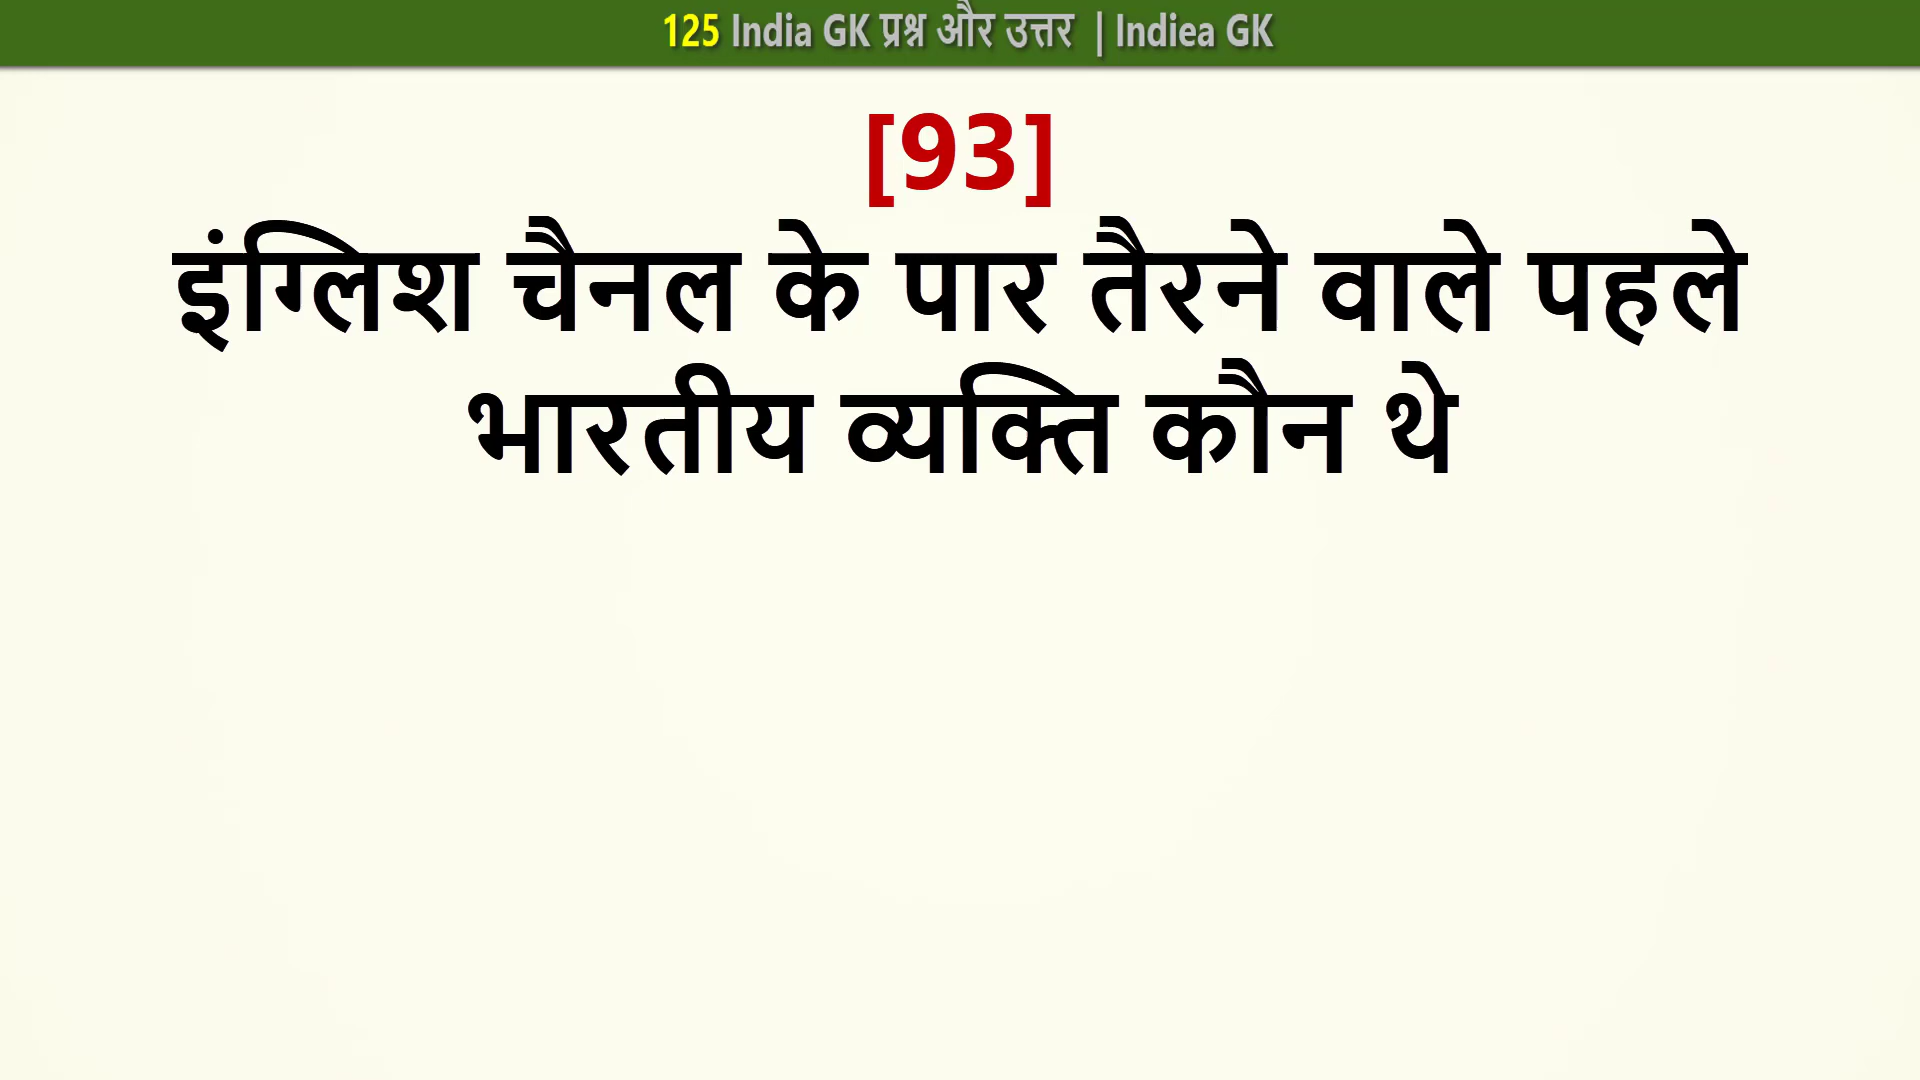 125 India GK प्रश्न और उत्तर | Indiea GK
[93]
इंग्लिश चैनल के पार तैरने वाले पहले
भारतीय व्यक्ति कौन थे